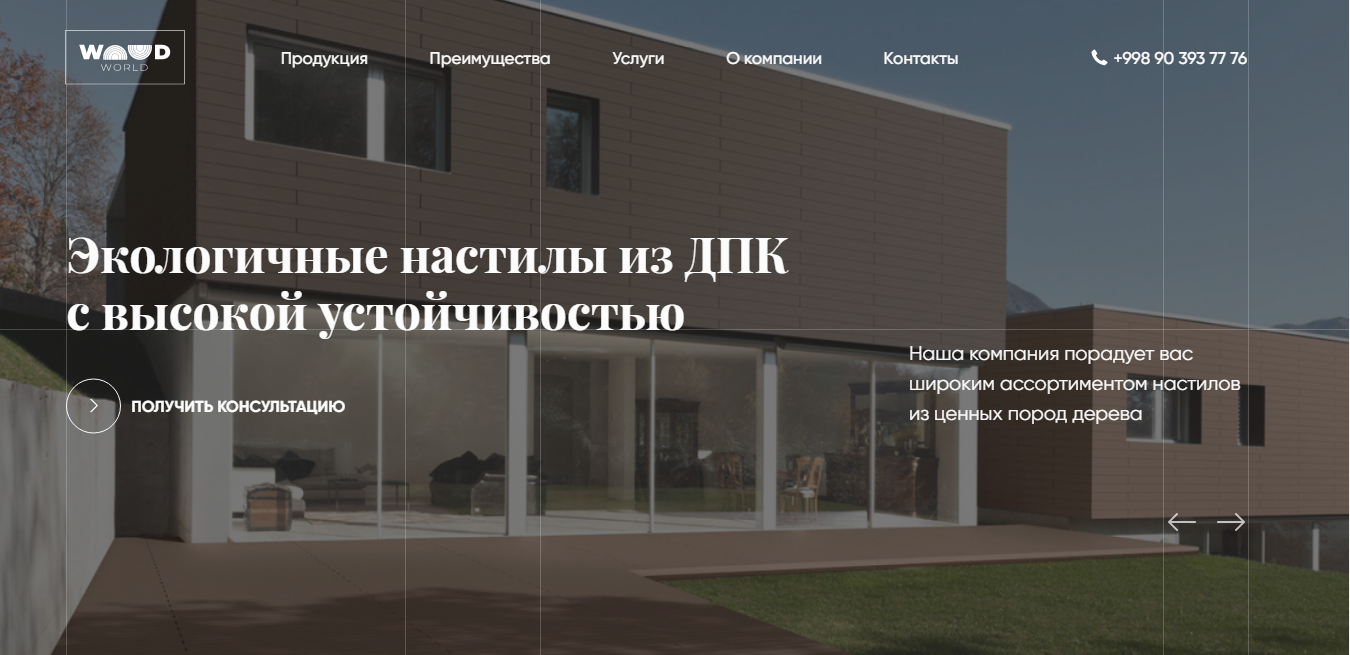 WOOD
WORLD
Продукция Преимущества Услуги О компании Контакты +998 90 393 77 76
Экологичные настилы из ДПК
с высокой устойчивостью
Наша компания порадует вас
широким ассортиментом настилов
из ценных пород дерева
ПОЛУЧИТЬ КОНСУЛЬТАЦИЮ